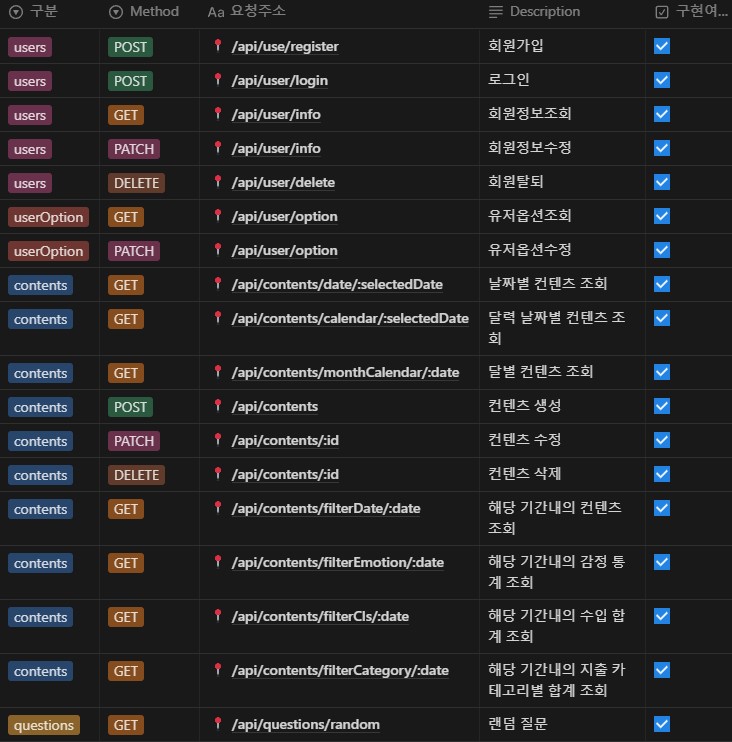 구분 Method Aa 요청주소 Description 구현여...
users POST /api/use/register 회원가입
users POST /api/user/login 로그인
users GET /api/user/info 회원정보조회
users PATCH /api/user/info 회원정보수정
users DELETE /api/user/delete 회원탈퇴
userOption GET /api/user/option 유저옵션조회
userOption PATCH /api/user/option 유저옵션수정
contents GET /api/contents/date/:selectedDate 날짜별 컨텐츠 조회
contents GET /api/contents/calendar/:selectedDate 달력 날짜별 컨텐츠 조
회
contents GET /api/contents/monthCalendar/:date 달별 컨텐츠 조회
contents POST /api/contents 컨텐츠 생성
contents PATCH /api/contents/:id 컨텐츠 수정
contents DELETE /api/contents/:id 컨텐츠 삭제
contents GET /api/contents/filterDate/:date 해당 기간내의 컨텐츠
조회
contents GET /api/contents/filterEmotion/:date 해당 기간내의 감정 통
계 조회
contents GET /api/contents/filterCls/:date 해당 기간내의 수입 합
계 조회
contents GET /api/contents/filterCategory/:date 해당 기간내의 지출 카
테고리별 합계 조회
questions GET /api/questions/random 랜덤 질문